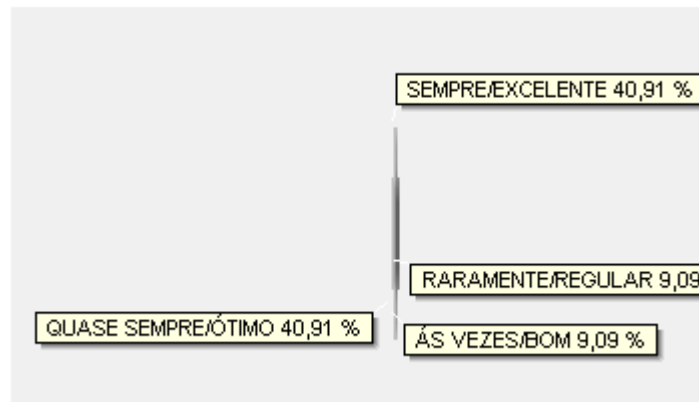 SEMPRE/EXCELENTE 40,91 %
RARAMENTE/REGULAR 9,09
QUASE SEMPRE/ÓTIMO 40,91 %
ÁS VEZES/BOM 9,09 %